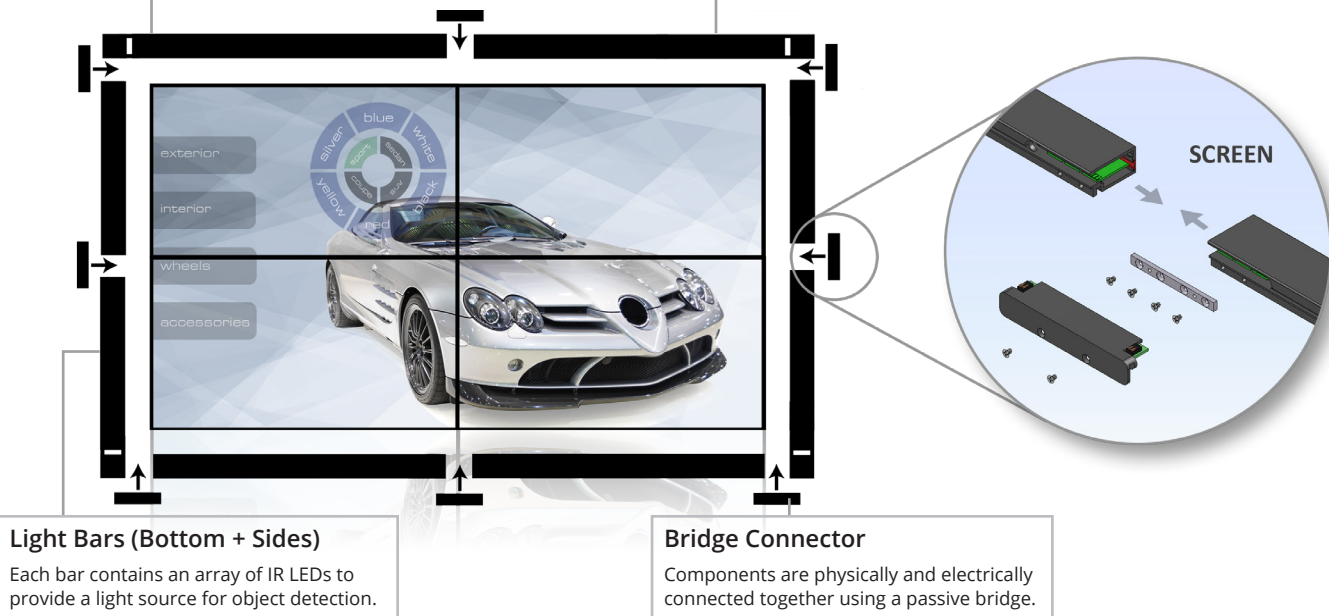 blue
silver
white
sport
sedan
exterior
coupe
suv
yellow
black
interior
red
wheels
accessories
SCREEN
Light Bars (Bottom + Sides)
Each bar contains an array of IR LEDs to
provide a light source for object detection.
Bridge Connector
Components are physically and electrically
connected together using a passive bridge.